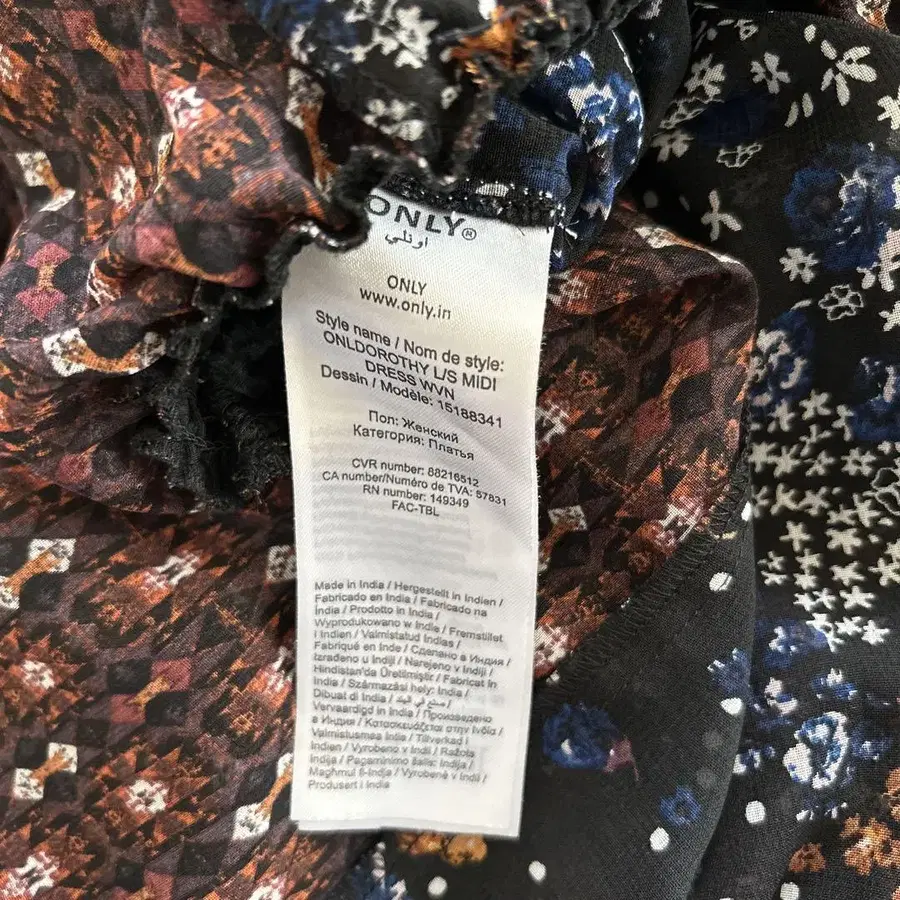 ONLY®
اونلي
ONLY
www.only.in
Style name / Nom de style:
ONLDOROTHY L/S MIDI
DRESS WVN
Dessin / Modèle: 15188341
Пол: Женский
Категория: Платья
CVR number: 88216512
CA number/Numéro de TVA: 57831
RN number: 149349
FAC-TBL
Made in India / Hergestellt in Indien /
Fabricado en India / Fabricado na
Índia / Prodotto in India /
Wyprodukowano w Indie / Fremstillet
i Indien / Valmistatud Indias /
Fabriqué en Inde / Сделано в Индия /
Izrađeno u Indiji / Narejeno v Indiji /
Hindistan'da Üretilmiştir / Fabricat în
India / Származási hely: India /
Dibuat di India / صنع في الهند /
Vervaardigd in India / Произведено
в Индия / Κατασκευάζεται στην Ινδία /
Valmistusmaa Intia / Tillverkad i
Indien / Vyrobeno v Indii / Ražots
Indija / Pagaminimo šalis: Indija /
Maghmul fl-Indja / Vyrobené v Indii /
Produsert i India